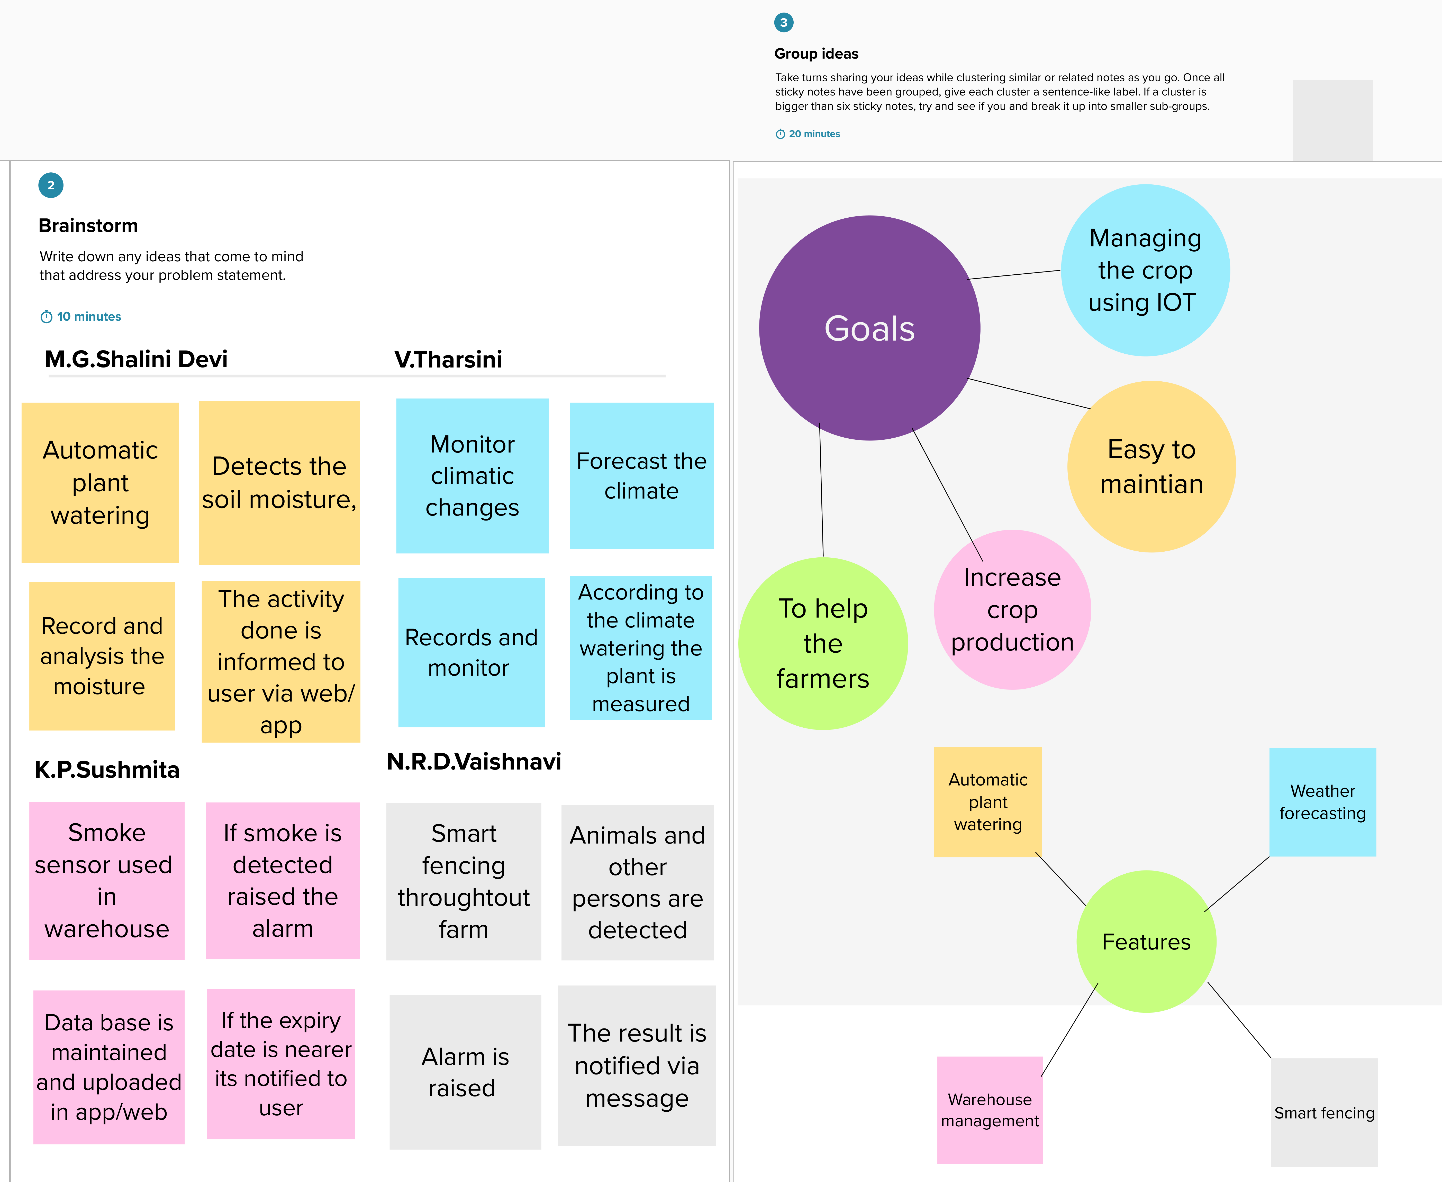 3
Group ideas
Take turns sharing your ideas while clustering similar or related notes as you go. Once all
sticky notes have been grouped, give each cluster a sentence-like label. If a cluster is
bigger than six sticky notes, try and see if you and break it up into smaller sub-groups.
20 minutes
2
Brainstorm
Write down any ideas that come to mind
that address your problem statement.
10 minutes
M.G.Shalini Devi
Automatic
plant
watering
Detects the
soil moisture,
Record and
analysis the
moisture
The activity
done is
informed to
user via web/
app
V.Tharsini
Monitor
climatic
changes
Forecast the
climate
Records and
monitor
According to
the climate
watering the
plant is
measured
K.P.Sushmita
Smoke
sensor used
in
warehouse
If smoke is
detected
raised the
alarm
Data base is
maintained
and uploaded
in app/web
If the expiry
date is nearer
its notified to
user
N.R.D.Vaishnavi
Smart
fencing
throughtout
farm
Animals and
other
persons are
detected
Alarm is
raised
The result is
notified via
message
Goals
Managing
the crop
using IOT
Easy to
maintian
Increase
crop
production
To help
the
farmers
Automatic
plant
watering
Weather
forecasting
Features
Warehouse
management
Smart fencing